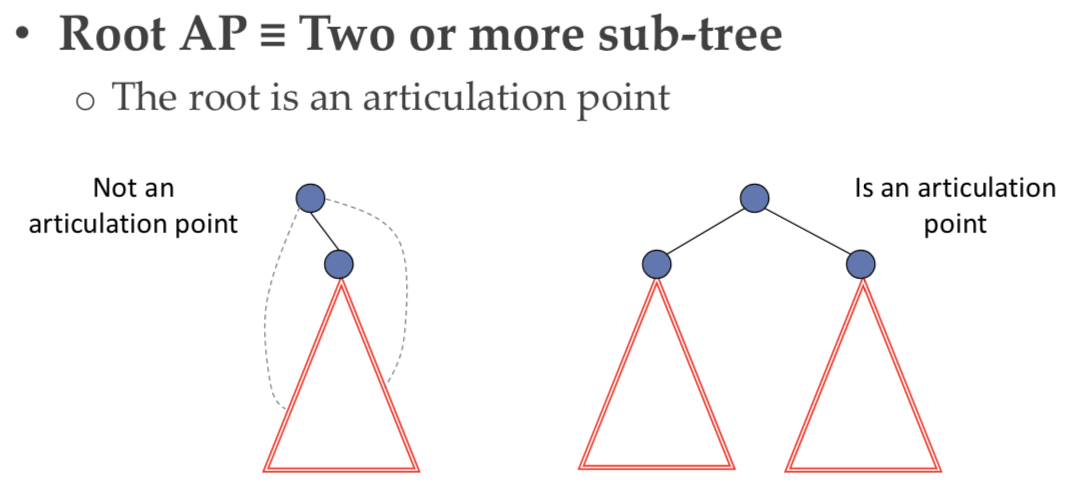 • Root AP ≡ Two or more sub-tree
○ The root is an articulation point
Not an
articulation point
Is an articulation
point